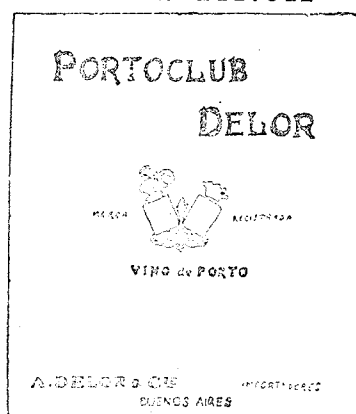 PORTOCLUB
DELOR
MARCA REGISTRADA
VINO de PORTO
A. DELOR & Cie IMPORTADORES
BUENOS AIRES